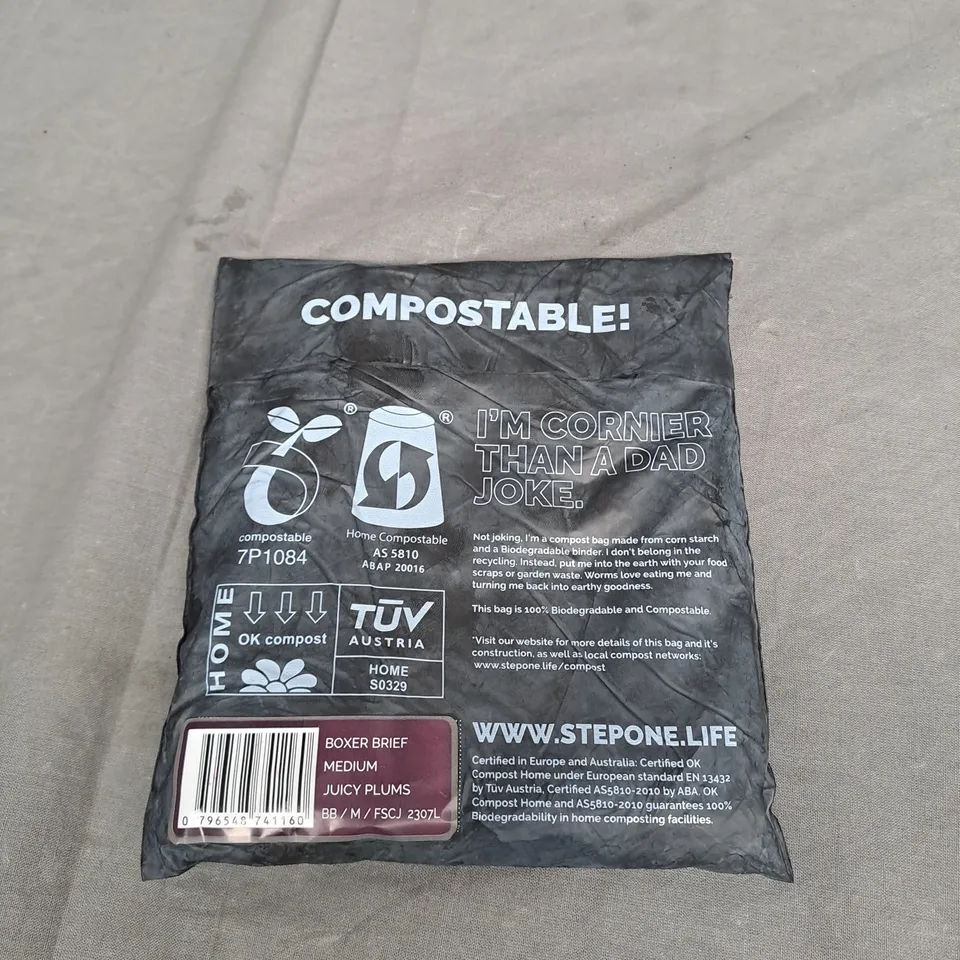 COMPOSTABLE!
®
®
I'M CORNIER
THAN A DAD
JOKE.
compostable
7P1084
Home Compostable
AS 5810
ABAP 20016
Not joking, I'm a compost bag made from corn starch
and a Biodegradable binder. I don't belong in the
recycling. Instead, put me into the earth with your food
scraps or garden waste. Worms love eating me and
turning me back into earthy goodness.
This bag is 100% Biodegradable and Compostable.
*Visit our website for more details of this bag and it's
construction, as well as local compost networks:
www.stepone.life/compost
HOME
OK compost
TÜV
AUSTRIA
HOME
S0329
WWW.STEPONE.LIFE
Certified in Europe and Australia: Certified OK
Compost Home under European standard EN 13432
by Tüv Austria, Certified AS5810-2010 by ABA. OK
Compost Home and AS5810-2010 guarantees 100%
Biodegradability in home composting facilities.
BOXER BRIEF
MEDIUM
JUICY PLUMS
BB / M / FSCJ 2307L
0 796548 741160